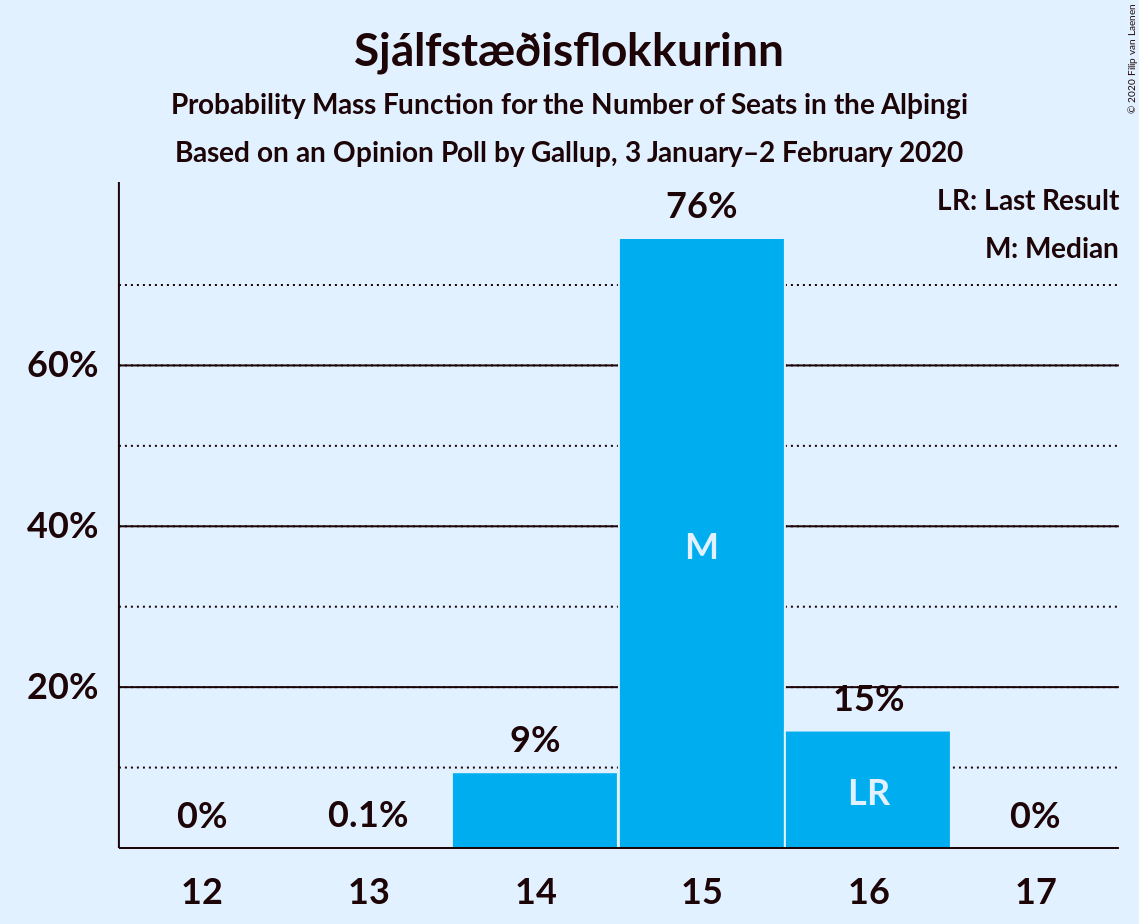 Sjálfstæðisflokkurinn
Probability Mass Function for the Number of Seats in the Alþingi
Based on an Opinion Poll by Gallup, 3 January–2 February 2020
© 2020 Filip van Laenen
LR: Last Result
M: Median
76%
60%
40%
M
20%
15%
9%
LR
0%
0.1%
0%
12
13
14
15
16
17